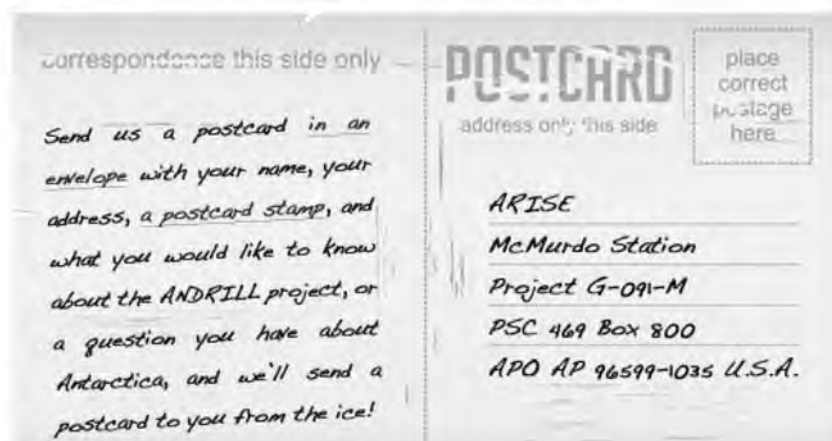 correspondence this side only
Send us a postcard in an
envelope with your name, your
address, a postcard stamp, and
what you would like to know
about the ANDRILL project, or
a question you have about
Antarctica, and we'll send a
postcard to you from the ice!
POSTCARD
address only this side
place
correct
postage
here
ARISE
McMurdo Station
Project G-091-M
PSC 469 Box 800
APO AP 96599-1035 U.S.A.